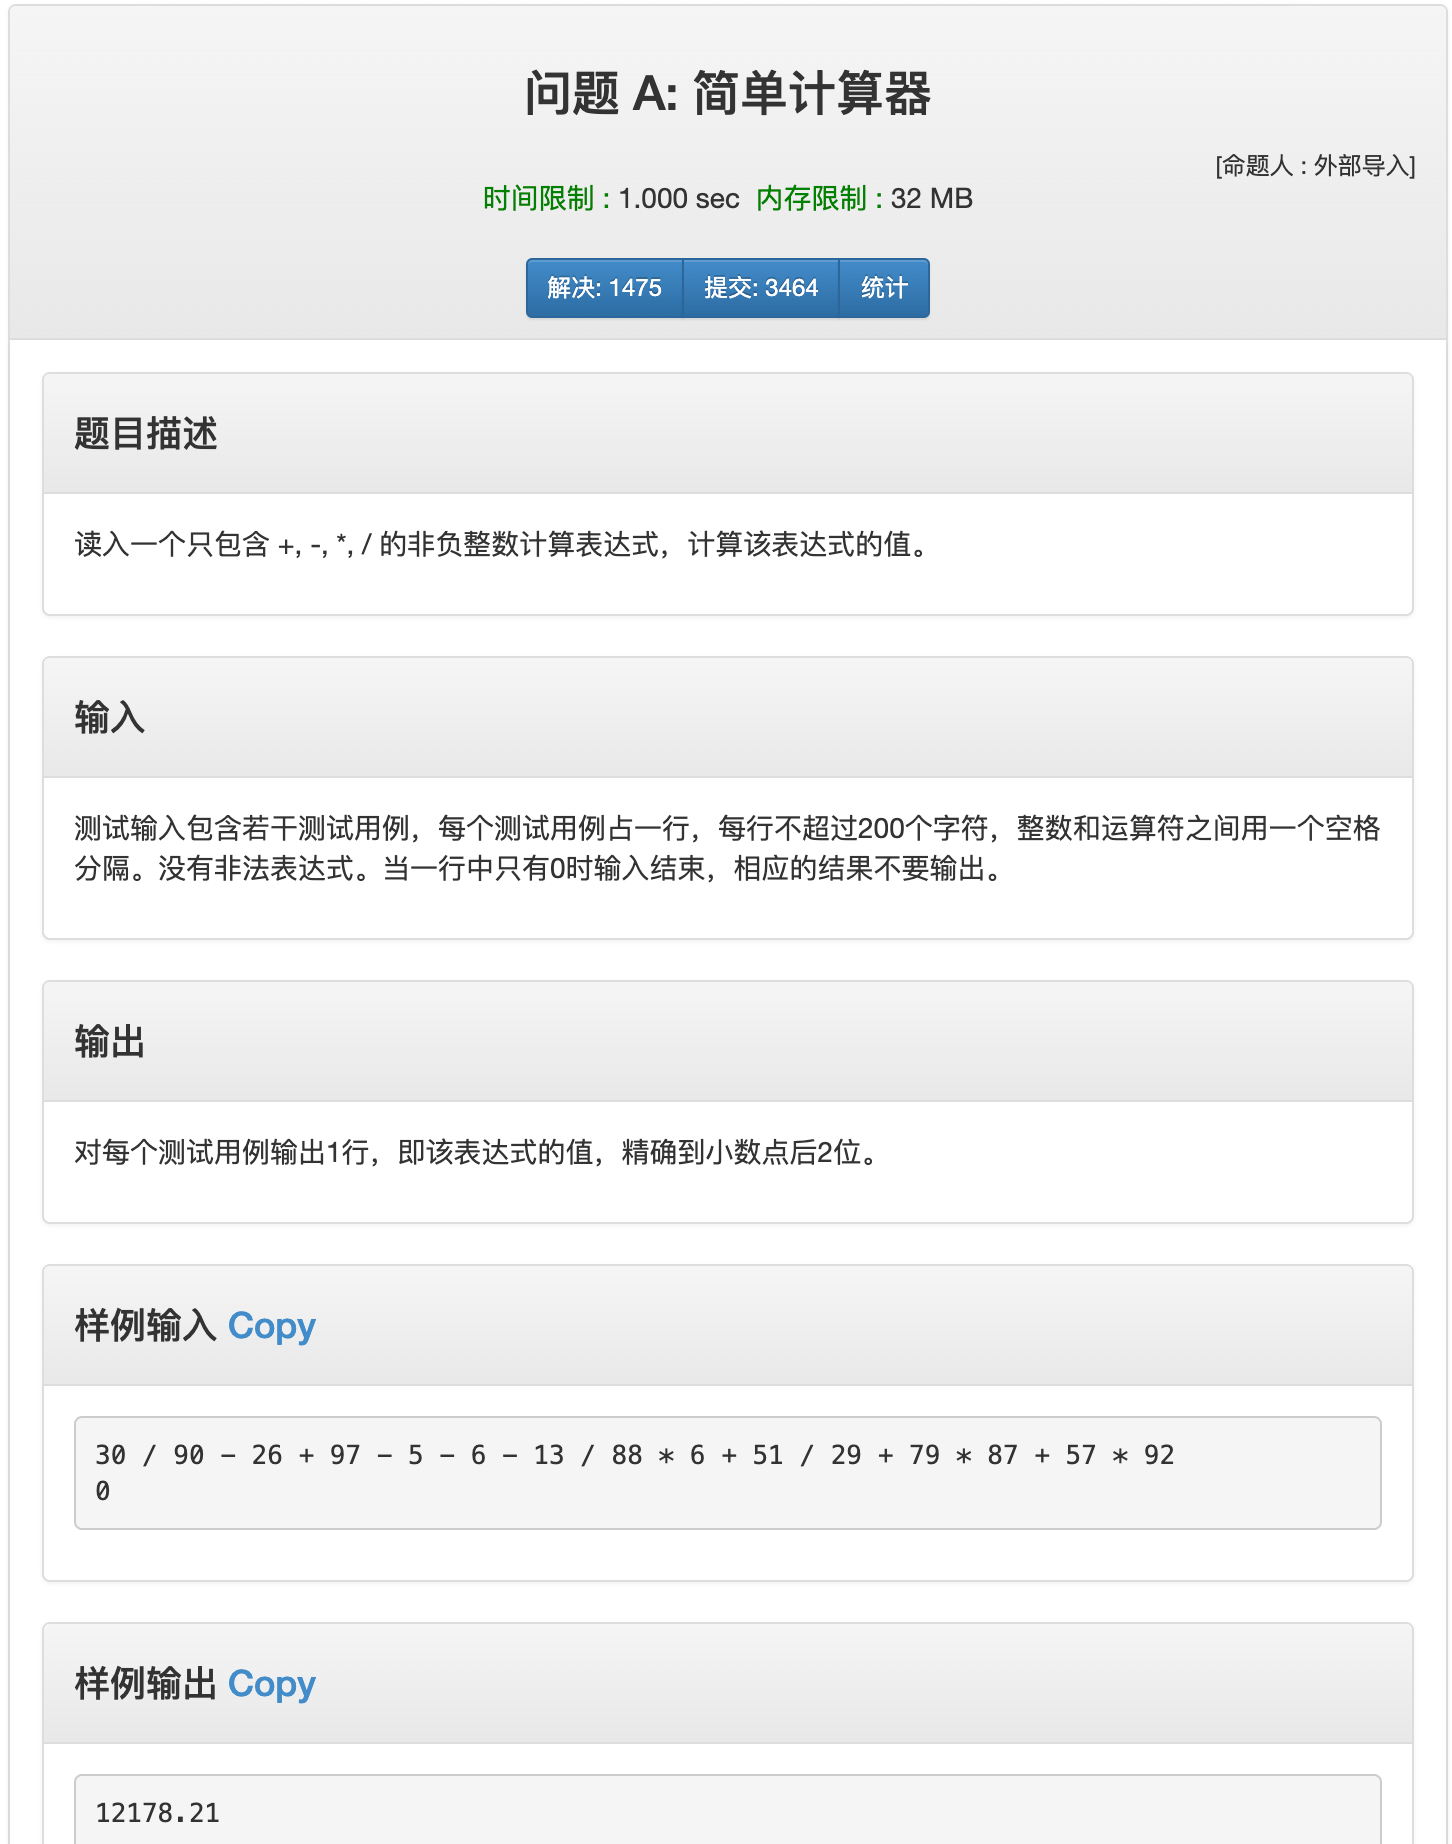 问题 A: 简单计算器
[命题人 : 外部导入]
时间限制 : 1.000 sec 内存限制 : 32 MB
解决: 1475 提交: 3464 统计
题目描述
读入一个只包含 +, -, *, / 的非负整数计算表达式，计算该表达式的值。
输入
测试输入包含若干测试用例，每个测试用例占一行，每行不超过200个字符，整数和运算符之间用一个空格
分隔。没有非法表达式。当一行中只有0时输入结束，相应的结果不要输出。
输出
对每个测试用例输出1行，即该表达式的值，精确到小数点后2位。
样例输入 Copy
30 / 90 - 26 + 97 - 5 - 6 - 13 / 88 * 6 + 51 / 29 + 79 * 87 + 57 * 92
0
样例输出 Copy
12178.21